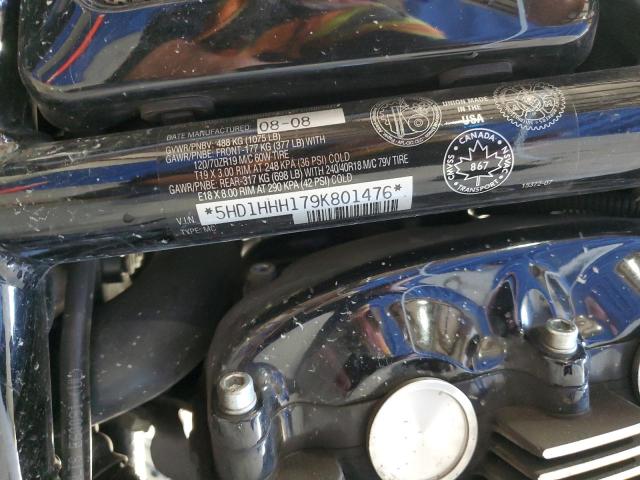 DATE MANUFACTURED 08-08
GVWR/PNBV- 488 KG (1075 LB)
GAWR/PNBE FRONT-177 KG (377 LB) WITH
120/70ZR19 M/C 60W TIRE
T19 X 3.00 RIM AT 248 KPA (36 PSI) COLD
GAWR/PNBE REAR-317 KG (698 LB) WITH 240/40R18 M/C 79V TIRE
E18 X 8.00 RIM AT 290 KPA (42 PSI) COLD
V.I.N. *5HD1HHH179K801476*
TYPE: MC
UNION MADE
IN THE
USA
CANADA
867
TRANSPORT
15372-07